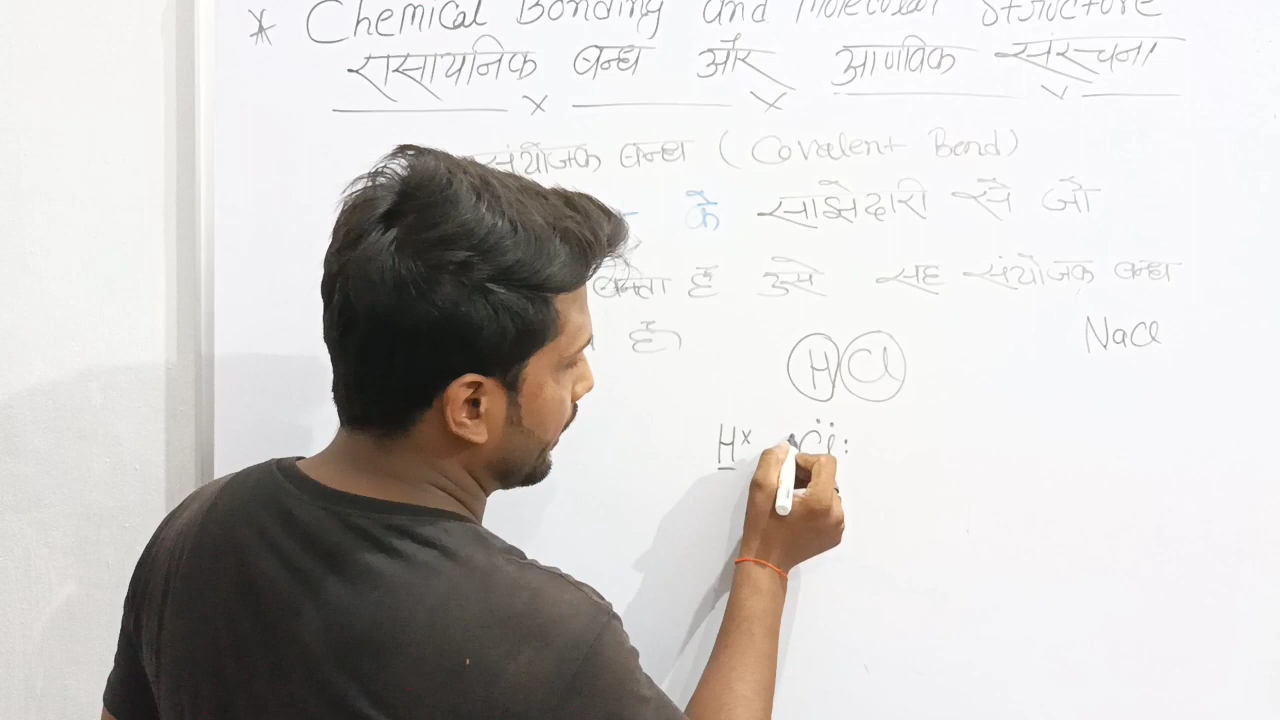 * Chemical Bonding and Molecular Structure
रासायनिक बन्ध और आणविक संरचना
संयोजक बन्ध ( Covalent Bond )
के साझेदारी से जो
बनता है उसे सह संयोजक बन्ध
है।
NaCl
H Cl
H× Cl: